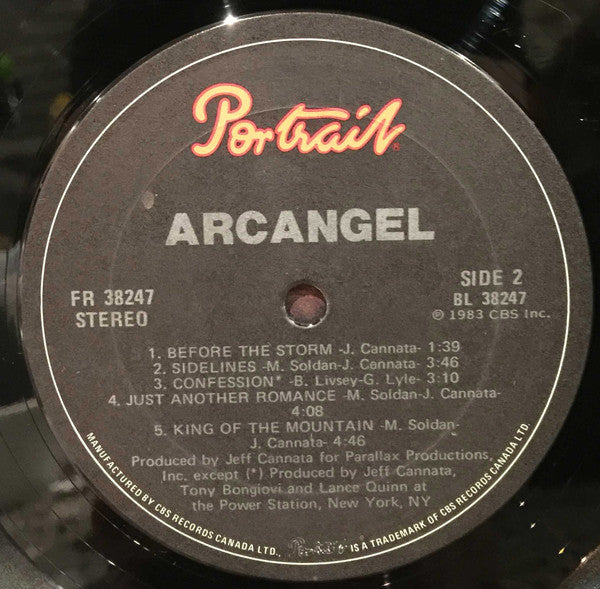 Portrait®
ARCANGEL
FR 38247
STEREO
SIDE 2
BL 38247
℗ 1983 CBS Inc.
1. BEFORE THE STORM -J. Cannata- 1:39
2. SIDELINES -M. Soldan-J. Cannata- 3:46
3. CONFESSION* -B. Livsey-G. Lyle- 3:10
4. JUST ANOTHER ROMANCE -M. Soldan-J. Cannata-
4:08
5. KING OF THE MOUNTAIN -M. Soldan-
J. Cannata- 4:46
Produced by Jeff Cannata for Parallax Productions,
Inc. except (*) Produced by Jeff Cannata,
Tony Bongiovi and Lance Quinn at
the Power Station, New York, NY
MANUFACTURED BY CBS RECORDS CANADA LTD., Portrait IS A TRADEMARK OF CBS RECORDS CANADA LTD.